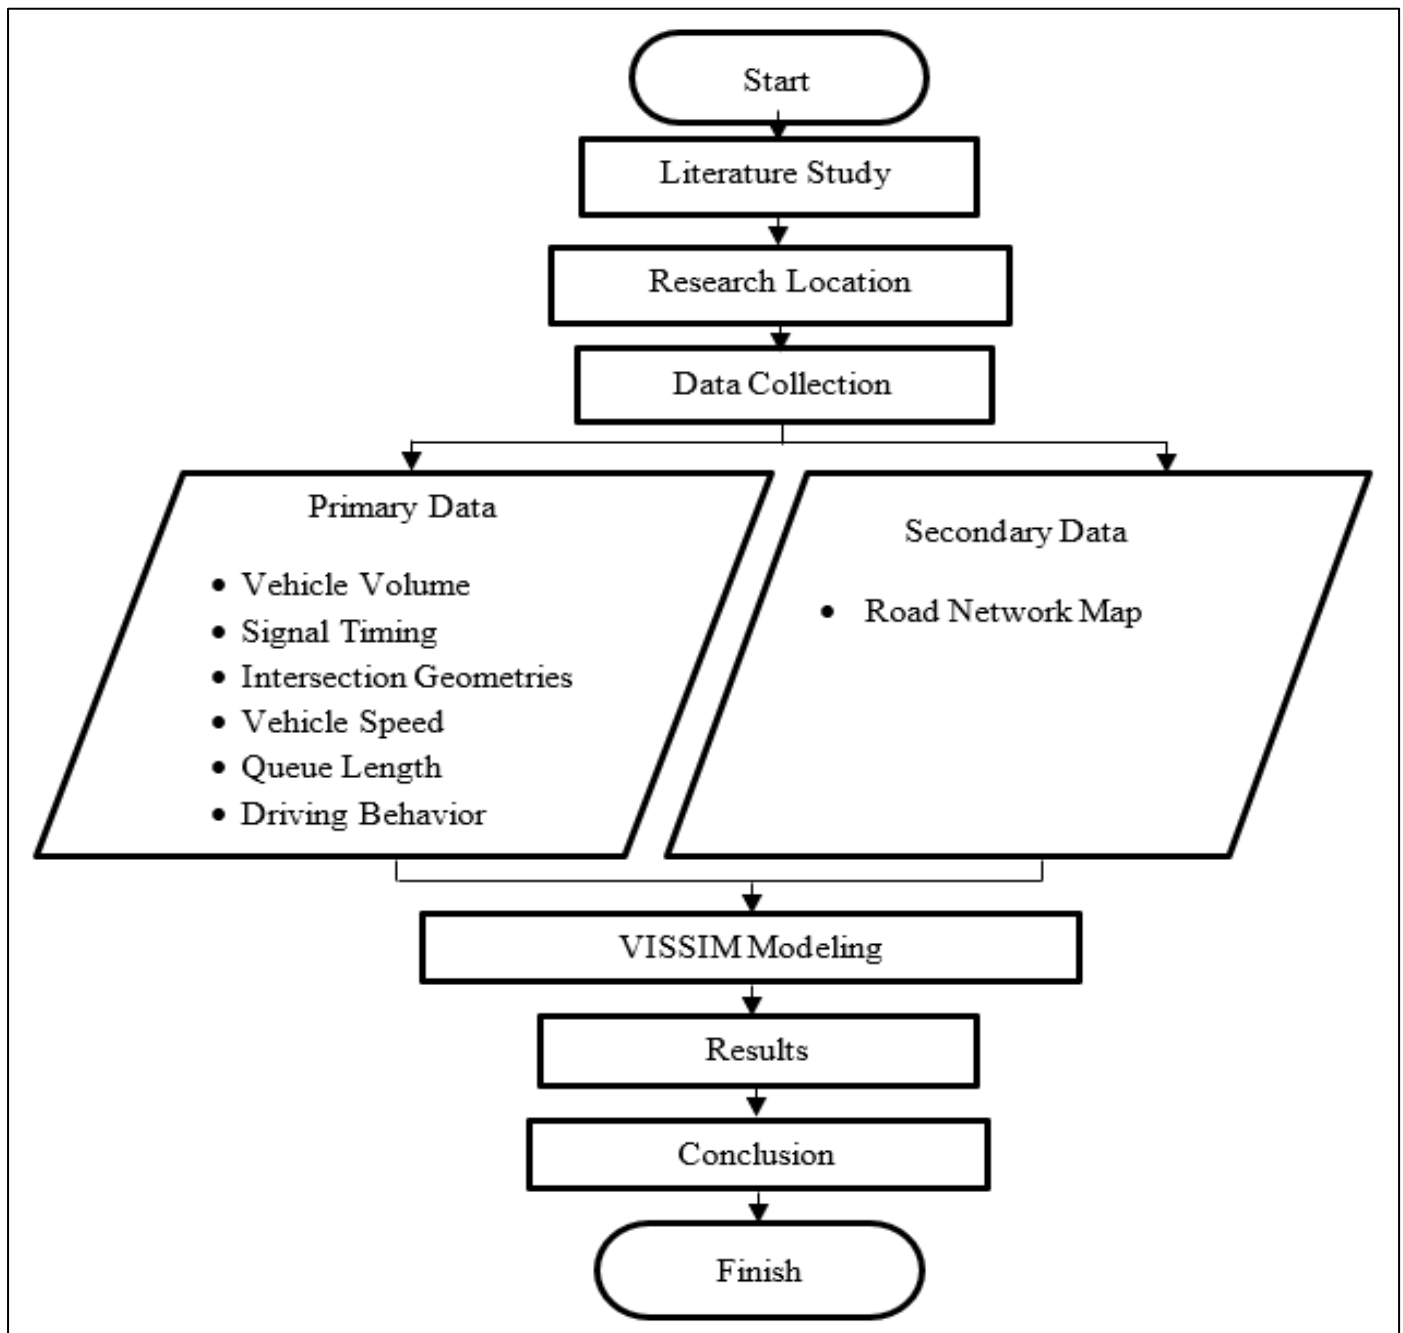 Start
Literature Study
Research Location
Data Collection
Primary Data
• Vehicle Volume
• Signal Timing
• Intersection Geometries
• Vehicle Speed
• Queue Length
• Driving Behavior
Secondary Data
• Road Network Map
VISSIM Modeling
Results
Conclusion
Finish